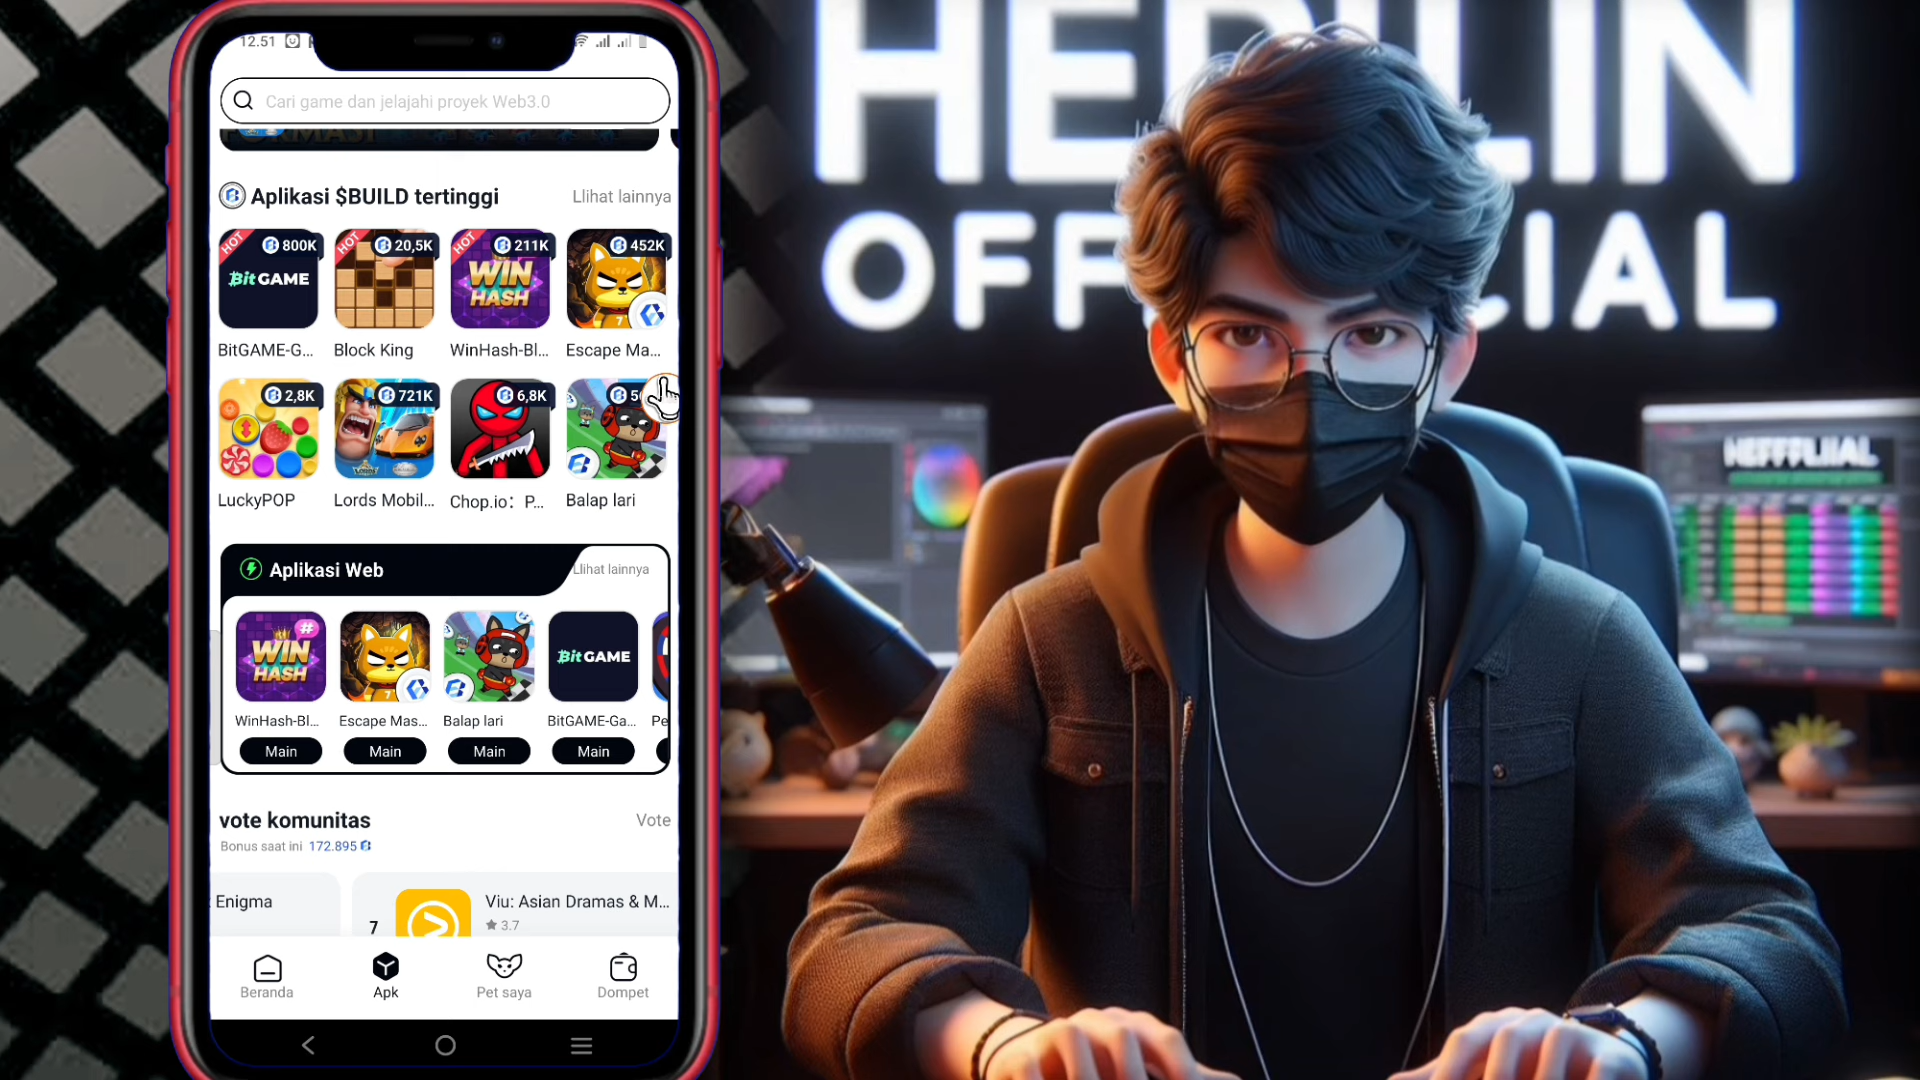 12.51
Cari game dan jelajahi proyek Web3.0
Aplikasi $BUILD tertinggi
Llihat lainnya
HOT 800K
HOT 20,5K
HOT 211K
452K
BitGAME
WIN HASH
BitGAME-G...
Block King
WinHash-Bl...
Escape Ma...
2,8K
721K
6,8K
LuckyPOP
Lords Mobil...
Chop.io: P...
Balap lari
Aplikasi Web
Llihat lainnya
WIN HASH
BitGAME
WinHash-Bl...
Escape Mas...
Balap lari
BitGAME-Ga...
Pe
Main
Main
Main
Main
vote komunitas
Vote
Bonus saat ini 172.895
Enigma
7
Viu: Asian Dramas & M...
3.7
Beranda
Apk
Pet saya
Dompet